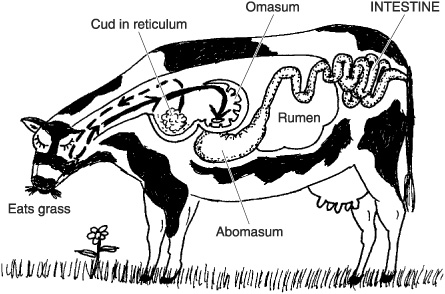 Cud in reticulum
Omasum
INTESTINE
Rumen
Eats grass
Abomasum